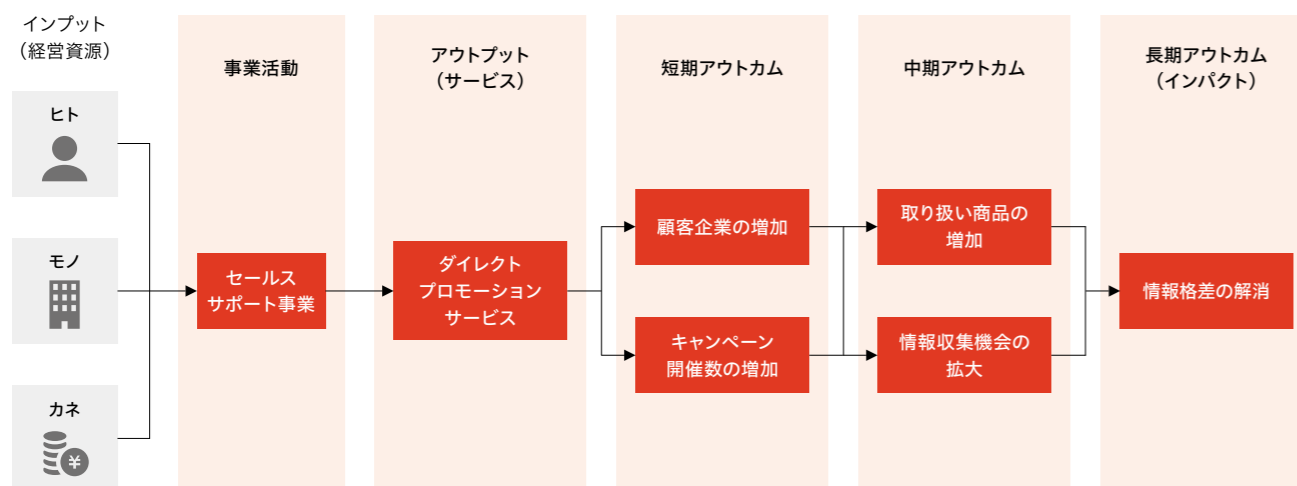 インプット
（経営資源）
ヒト
モノ
カネ
¥
事業活動
セールス
サポート事業
アウトプット
（サービス）
ダイレクト
プロモーション
サービス
短期アウトカム
顧客企業の増加
キャンペーン
開催数の増加
中期アウトカム
取り扱い商品の
増加
情報収集機会の
拡大
長期アウトカム
（インパクト）
情報格差の解消